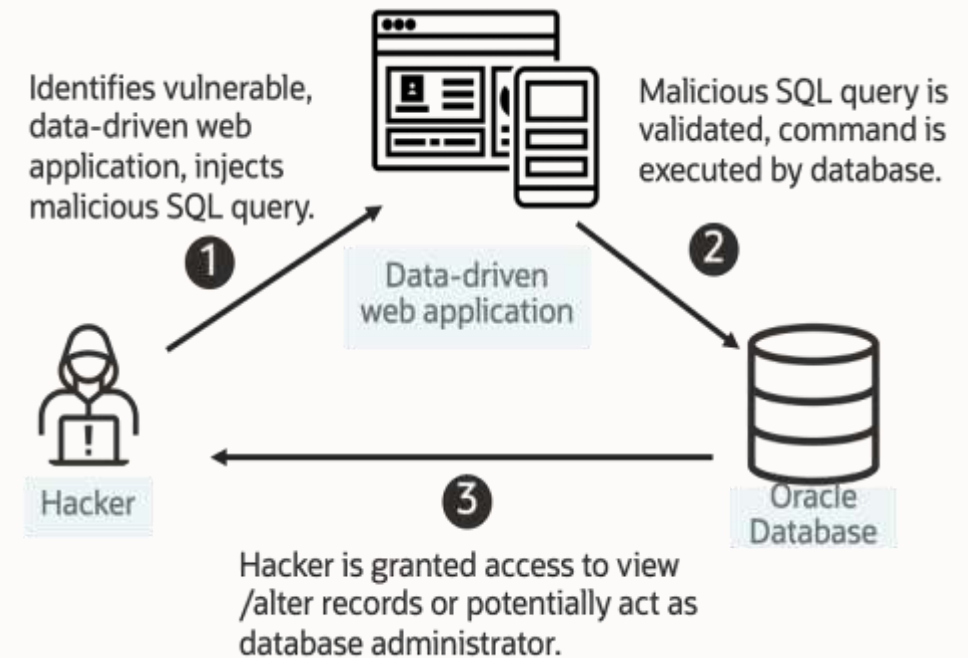 Identifies vulnerable,
data-driven web
application, injects
malicious SQL query.
1
Malicious SQL query is
validated, command is
executed by database.
2
Data-driven
web application
!
Hacker
Oracle
Database
3
Hacker is granted access to view
/alter records or potentially act as
database administrator.